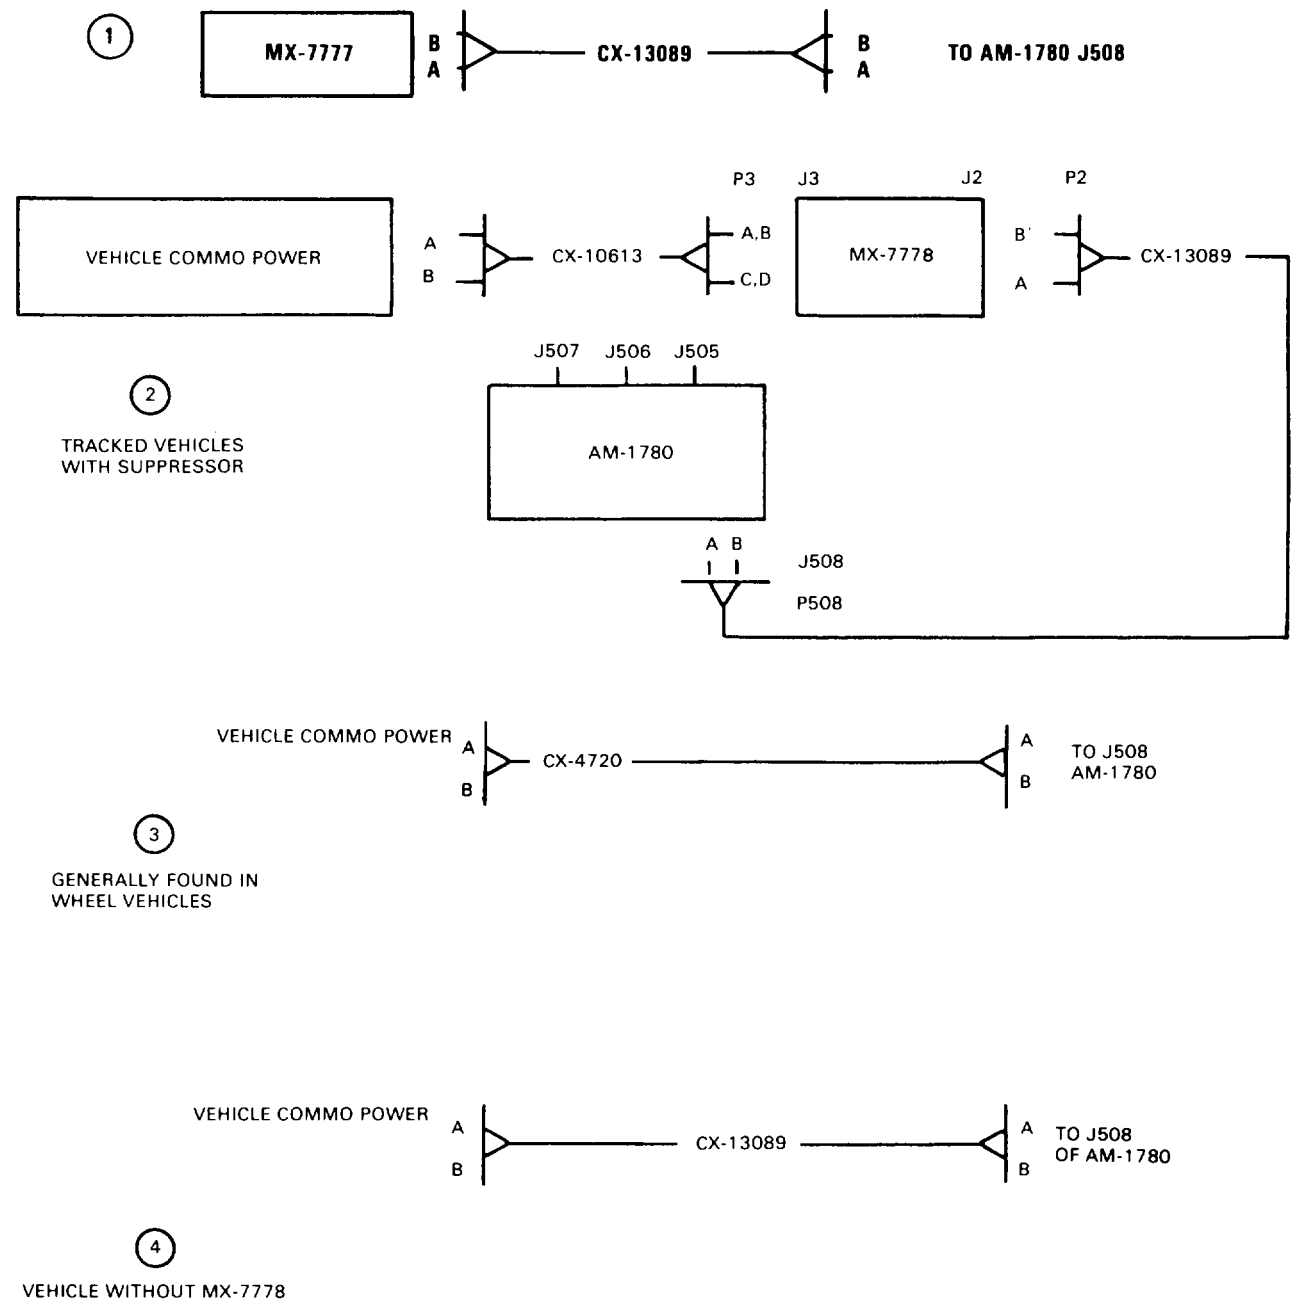 1
MX-7777
B
A
CX-13089
B
A
TO AM-1780 J508
P3
J3
J2
P2
VEHICLE COMMO POWER
A
B
CX-10613
A,B
C,D
MX-7778
B'
A
CX-13089
J507
J506
J505
2
TRACKED VEHICLES
WITH SUPPRESSOR
AM-1780
A
B
J508
P508
VEHICLE COMMO POWER
A
B
CX-4720
A
B
TO J508
AM-1780
3
GENERALLY FOUND IN
WHEEL VEHICLES
VEHICLE COMMO POWER
A
B
CX-13089
A
B
TO J508
OF AM-1780
4
VEHICLE WITHOUT MX-7778